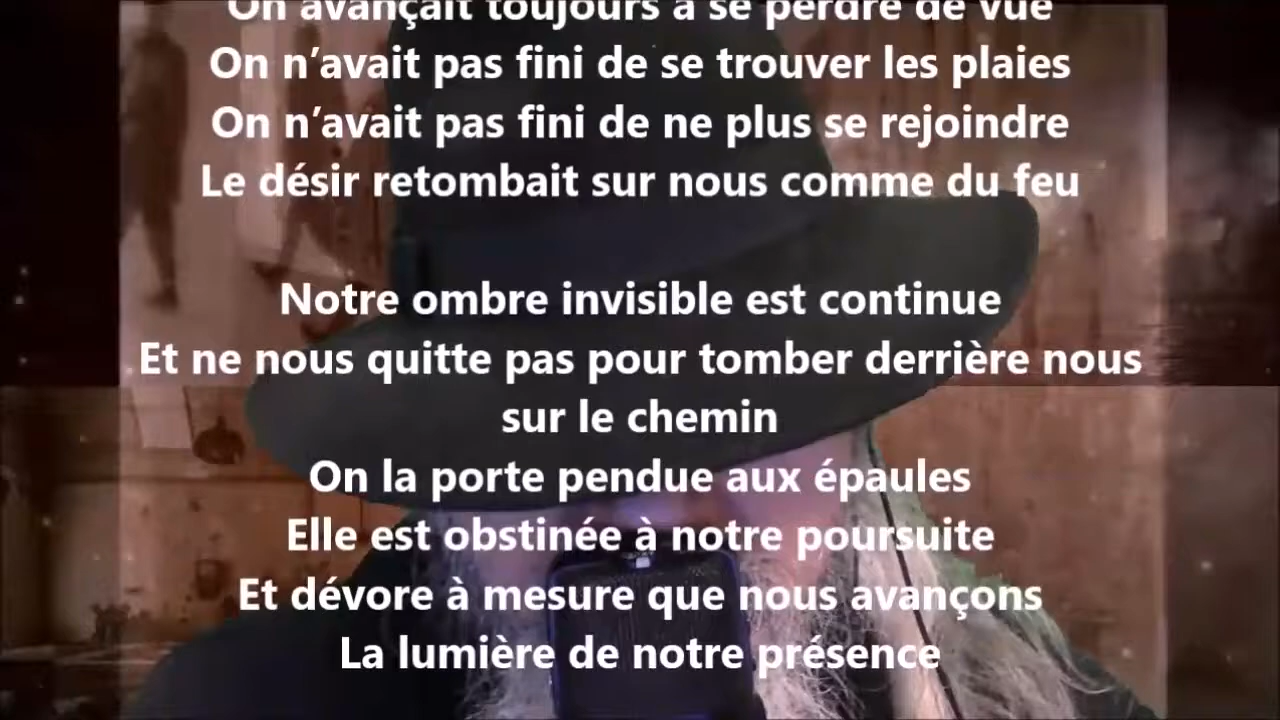 On avançait toujours à se perdre de vue
On n’avait pas fini de se trouver les plaies
On n’avait pas fini de ne plus se rejoindre
Le désir retombait sur nous comme du feu
Notre ombre invisible est continue
Et ne nous quitte pas pour tomber derrière nous
sur le chemin
On la porte pendue aux épaules
Elle est obstinée à notre poursuite
Et dévore à mesure que nous avançons
La lumière de notre présence